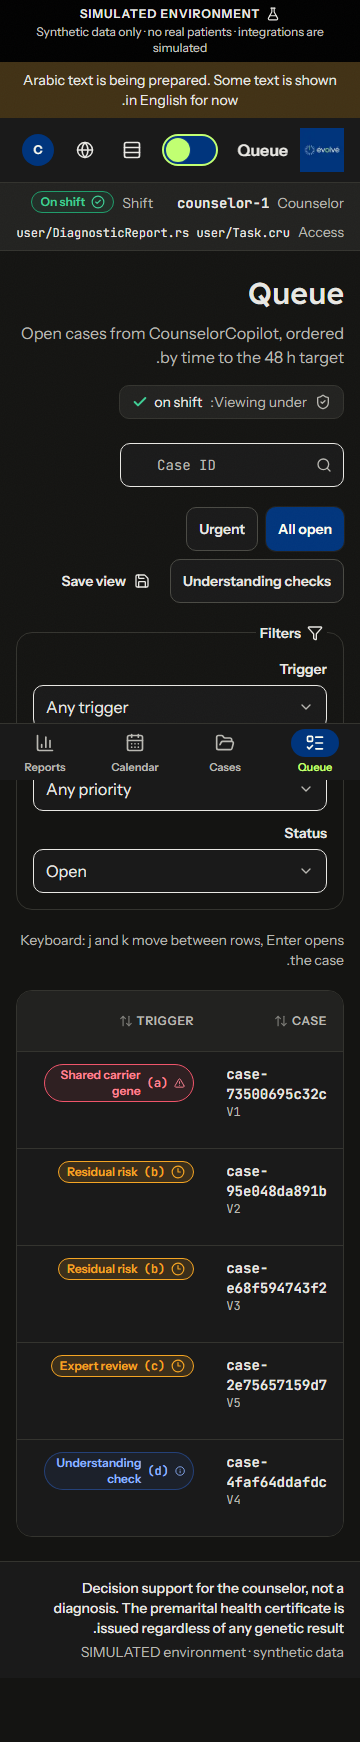 SIMULATED ENVIRONMENT
Synthetic data only · no real patients · integrations are
simulated
Arabic text is being prepared. Some text is shown
.in English for now
evolve
Queue
C
Counselor counselor-1 Shift On shift
Access user/DiagnosticReport.rs user/Task.cru
Queue
Open cases from CounselorCopilot, ordered
.by time to the 48 h target
:Viewing under on shift
Case ID
All open
Urgent
Understanding checks
Save view
Filters
Trigger
Any trigger
Queue
Cases
Calendar
Reports
Any priority
Status
Open
Keyboard: j and k move between rows, Enter opens
.the case
CASE TRIGGER
case-
73500695c32c
V1
Shared carrier
gene
(a)
case-
95e048da891b
V2
Residual risk (b)
case-
e68f594743f2
V3
Residual risk (b)
case-
2e75657159d7
V5
Expert review (c)
case-
4faf64ddafdc
V4
Understanding
check
(d)
Decision support for the counselor, not a
diagnosis. The premarital health certificate is
.issued regardless of any genetic result
SIMULATED environment · synthetic data